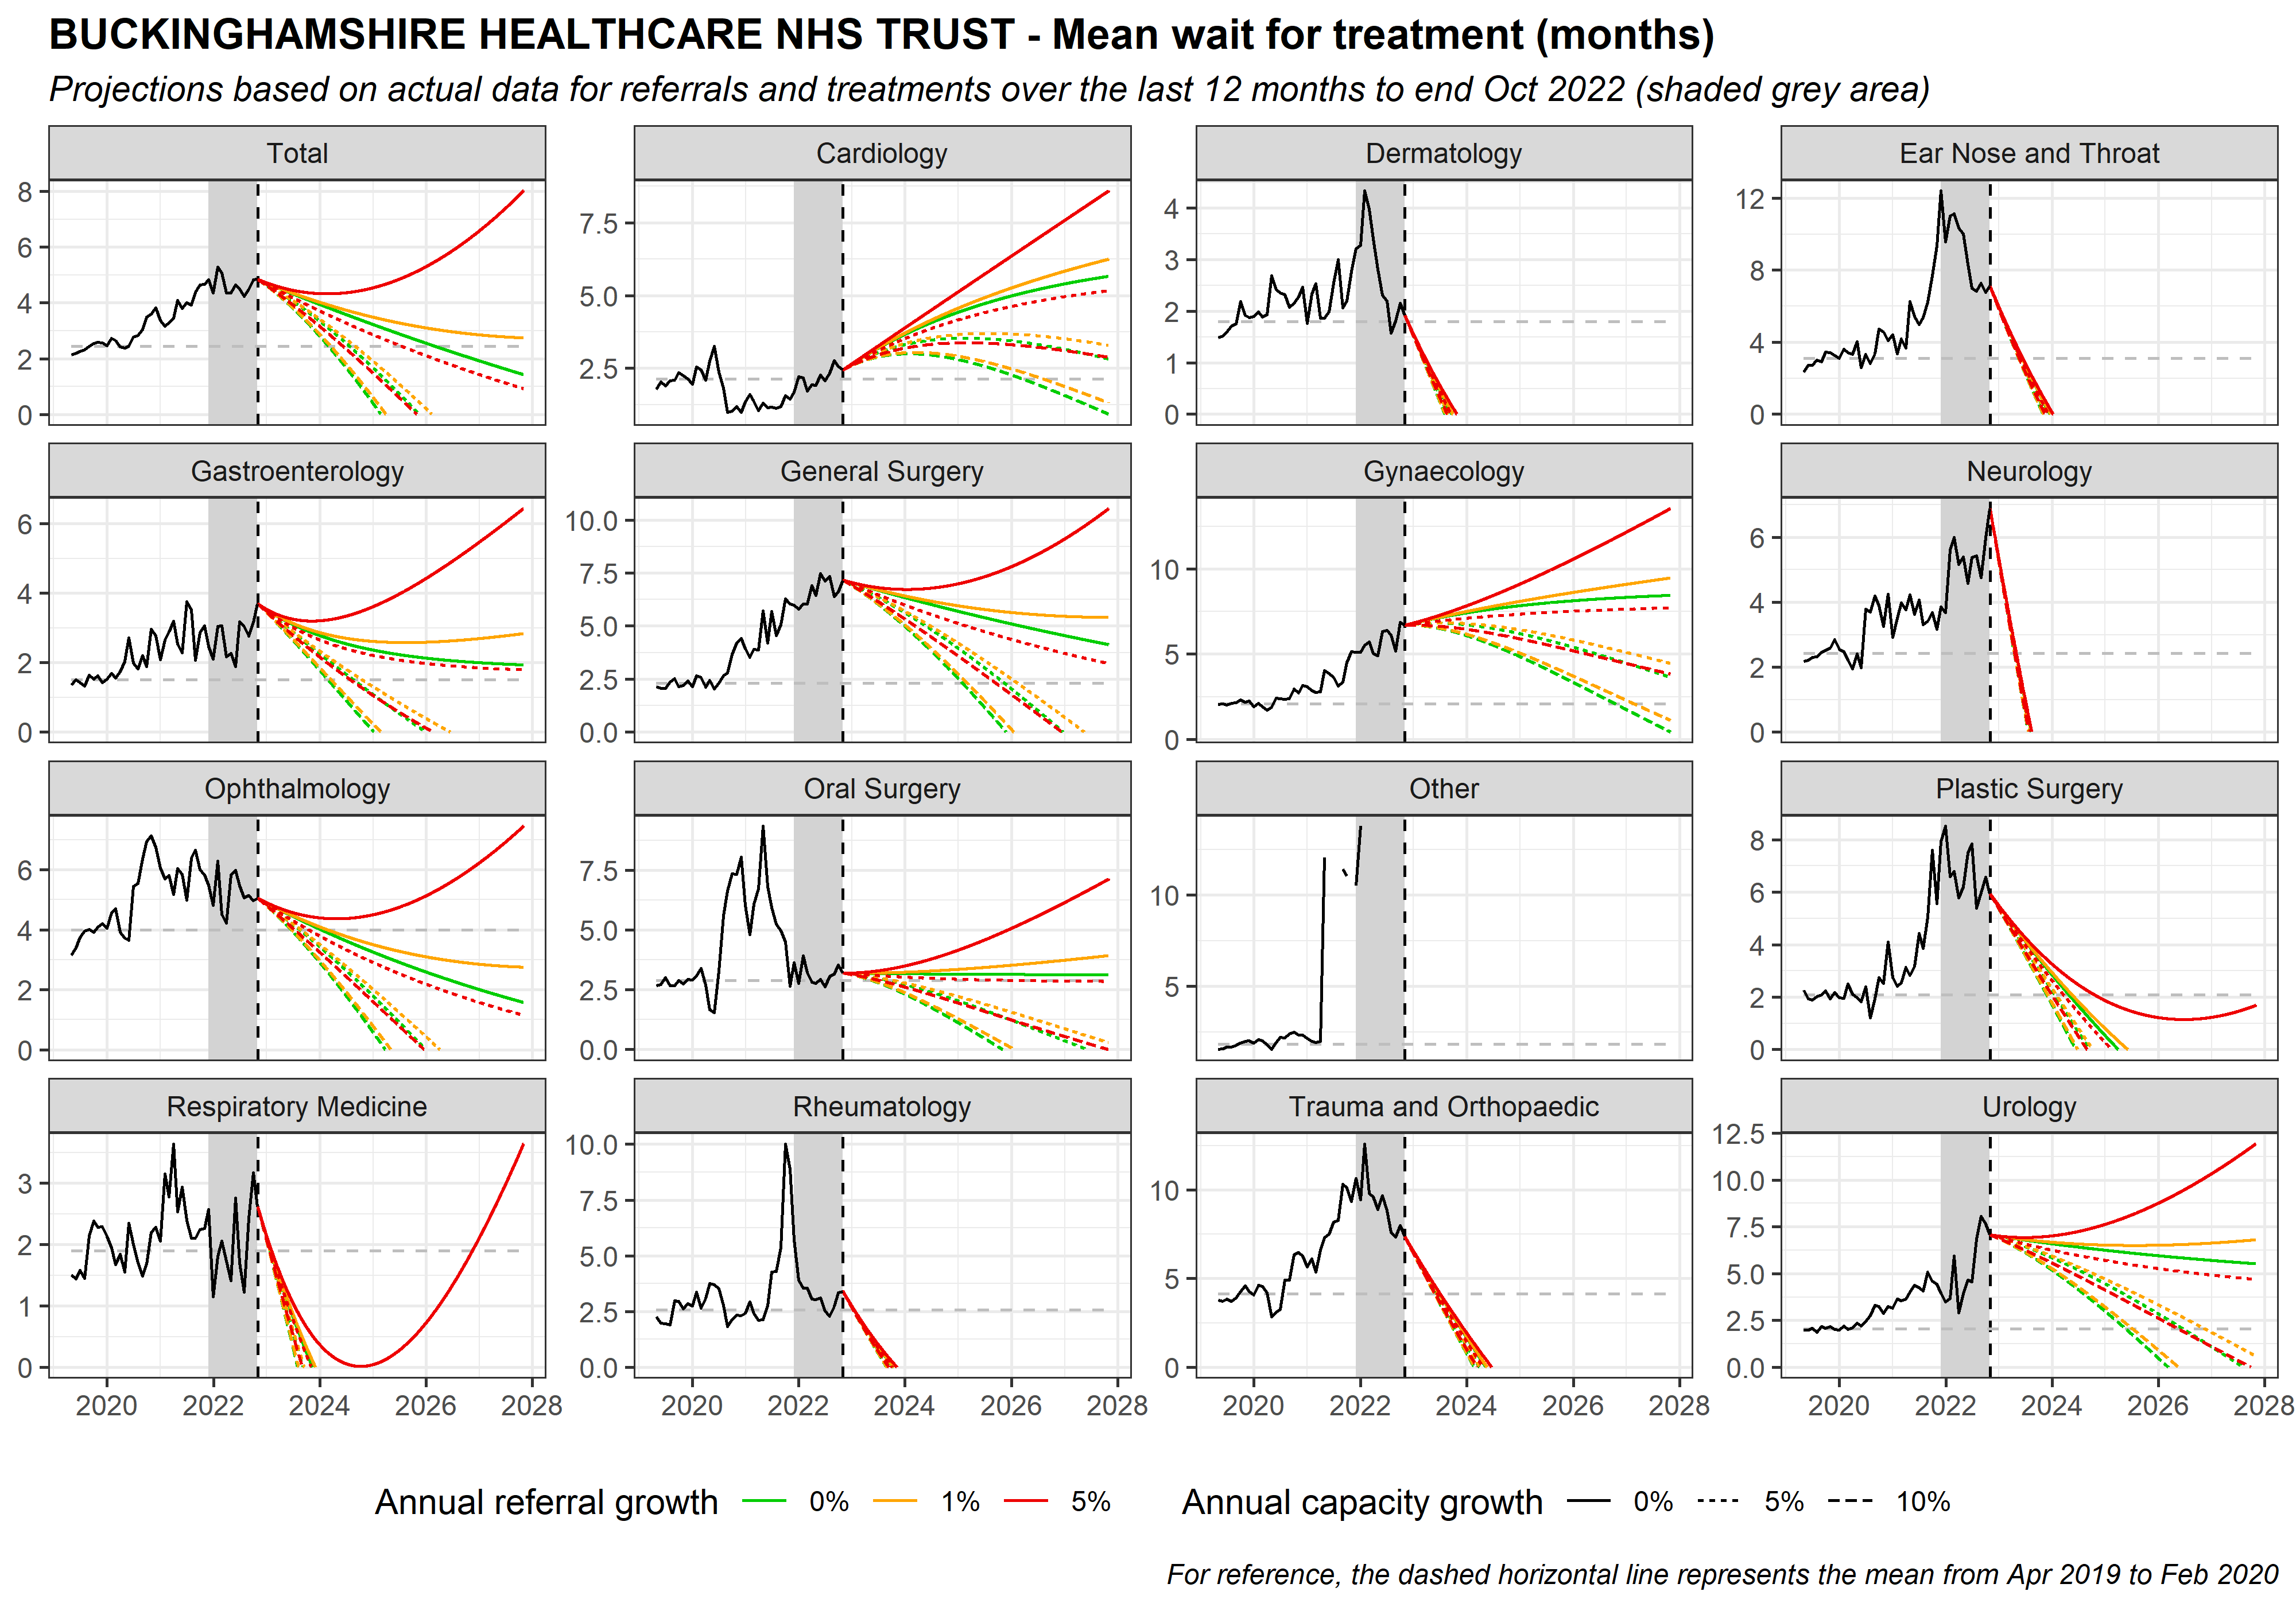 BUCKINGHAMSHIRE HEALTHCARE NHS TRUST - Mean wait for treatment (months)
Projections based on actual data for referrals and treatments over the last 12 months to end Oct 2022 (shaded grey area)
Total
8
6
4
2
0
Cardiology
7.5
5.0
2.5
Dermatology
4
3
2
1
0
Ear Nose and Throat
12
8
4
0
Gastroenterology
6
4
2
0
General Surgery
10.0
7.5
5.0
2.5
0.0
Gynaecology
10
5
0
Neurology
6
4
2
0
Ophthalmology
6
4
2
0
Oral Surgery
7.5
5.0
2.5
0.0
Other
10
5
Plastic Surgery
8
6
4
2
0
Respiratory Medicine
3
2
1
0
2020 2022 2024 2026 2028
Rheumatology
10.0
7.5
5.0
2.5
0.0
2020 2022 2024 2026 2028
Trauma and Orthopaedic
10
5
0
2020 2022 2024 2026 2028
Urology
12.5
10.0
7.5
5.0
2.5
0.0
2020 2022 2024 2026 2028
Annual referral growth 0% 1% 5%
Annual capacity growth 0% 5% 10%
For reference, the dashed horizontal line represents the mean from Apr 2019 to Feb 2020